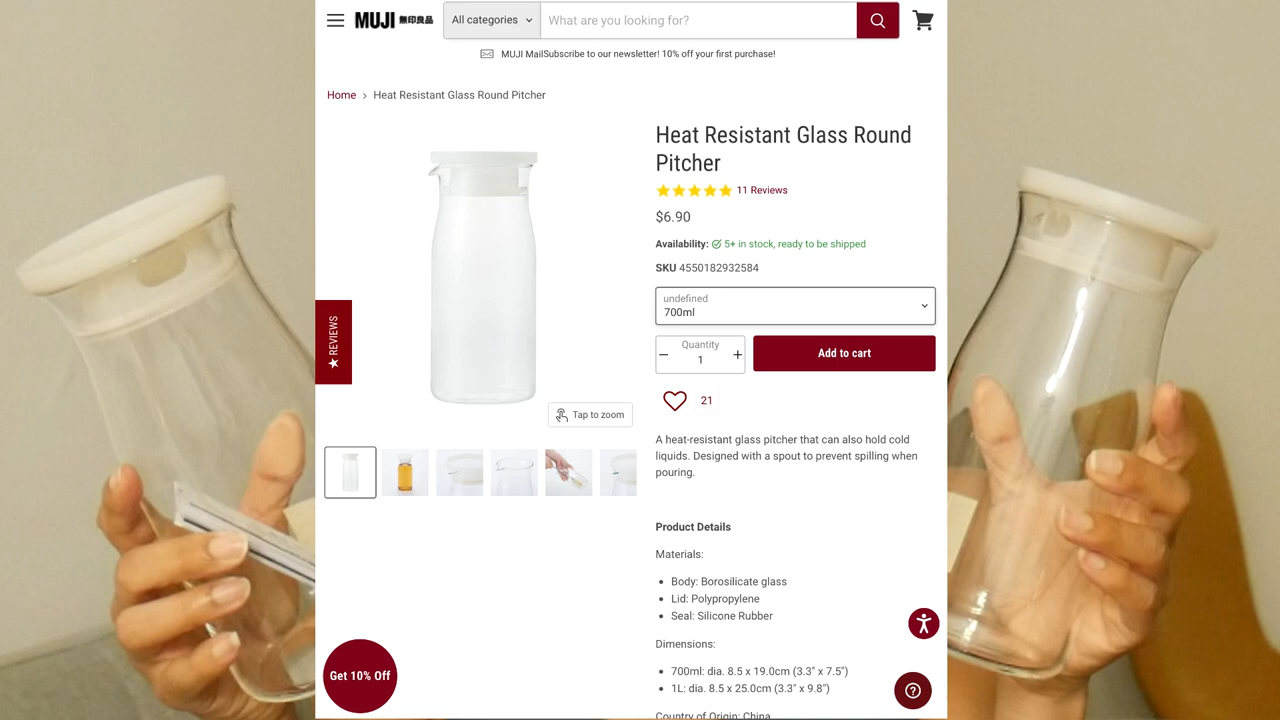 MUJI 無印良品
All categories
What are you looking for?
MUJI MailSubscribe to our newsletter! 10% off your first purchase!
Home > Heat Resistant Glass Round Pitcher
Heat Resistant Glass Round
Pitcher
11 Reviews
$6.90
Availability: 5+ in stock, ready to be shipped
SKU 4550182932584
undefined
700ml
Quantity
− 1 +
Add to cart
21
★ REVIEWS
Tap to zoom
A heat-resistant glass pitcher that can also hold cold
liquids. Designed with a spout to prevent spilling when
pouring.
Product Details
Materials:
• Body: Borosilicate glass
• Lid: Polypropylene
• Seal: Silicone Rubber
Dimensions:
• 700ml: dia. 8.5 x 19.0cm (3.3" x 7.5")
• 1L: dia. 8.5 x 25.0cm (3.3" x 9.8")
Country of Origin: China
Get 10% Off